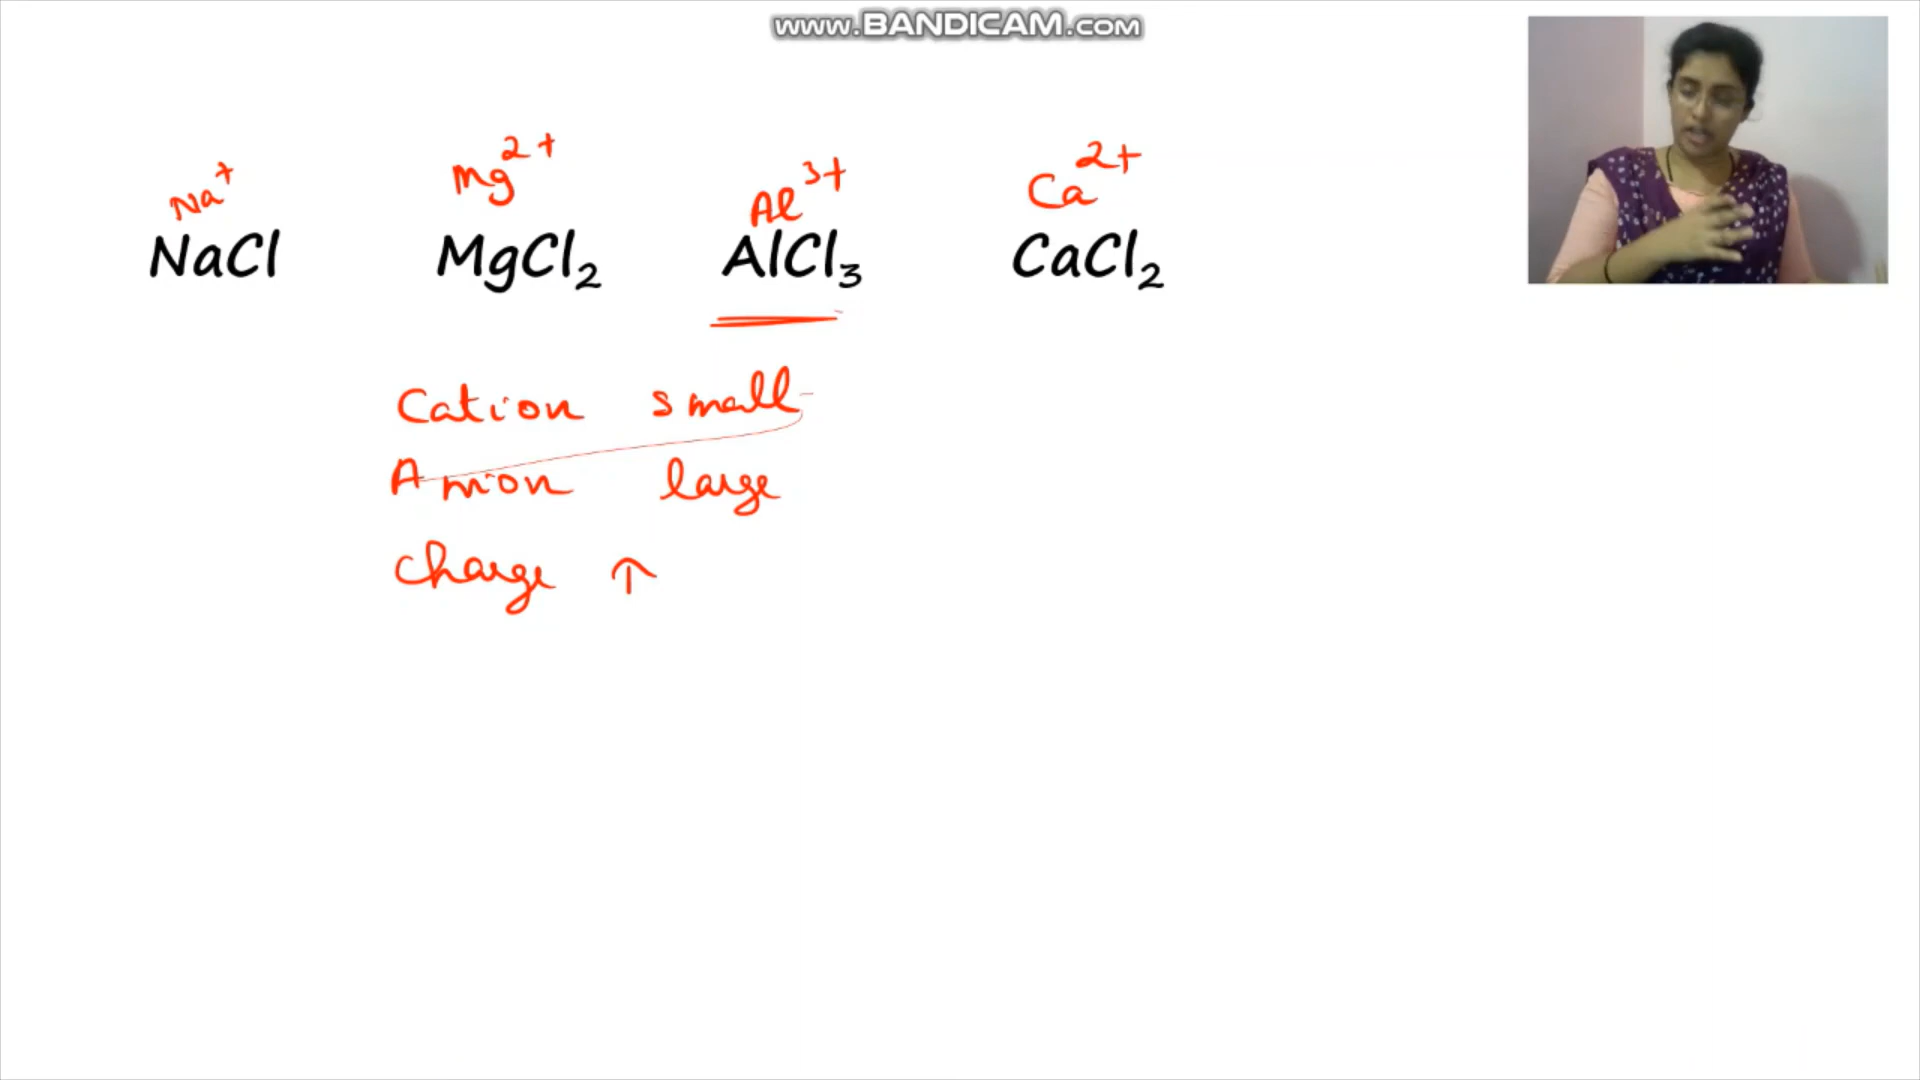 www.BANDICAM.com
Na⁺ Mg²⁺ Al³⁺ Ca²⁺
NaCl MgCl₂ AlCl₃ CaCl₂
Cation small
Anion large
Charge ↑